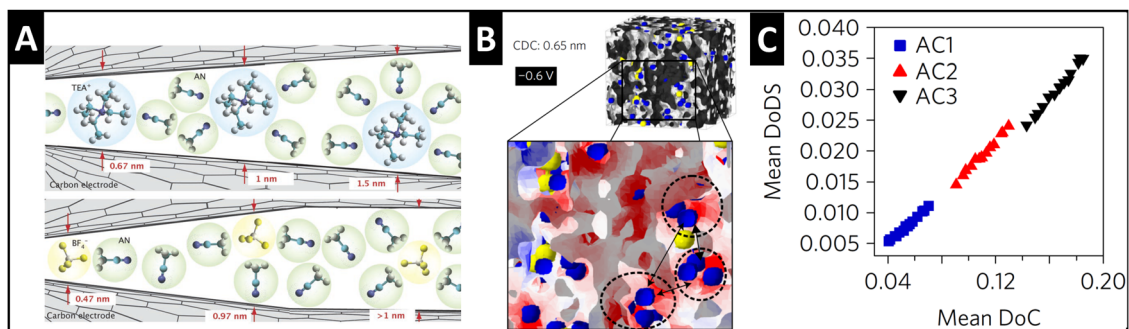 A
TEA⁺
AN
0.67 nm
1 nm
1.5 nm
Carbon electrode
BF₄⁻
AN
0.47 nm
0.97 nm
>1 nm
Carbon electrode
B
CDC: 0.65 nm
−0.6 V
C
Mean DoDS
0.040
0.035
0.030
0.025
0.020
0.015
0.010
0.005
AC1
AC2
AC3
0.04
0.12
0.20
Mean DoC